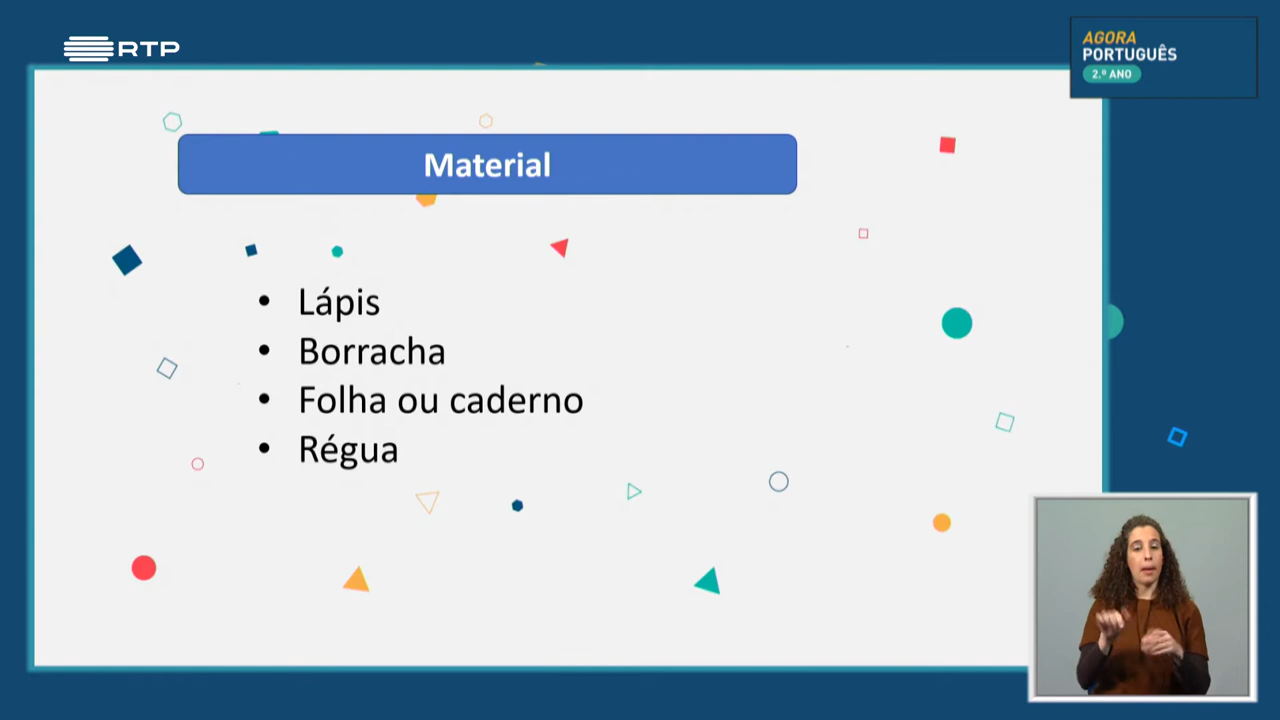 RTP
AGORA
PORTUGUÊS
2.º ANO
Material
• Lápis
• Borracha
• Folha ou caderno
• Régua